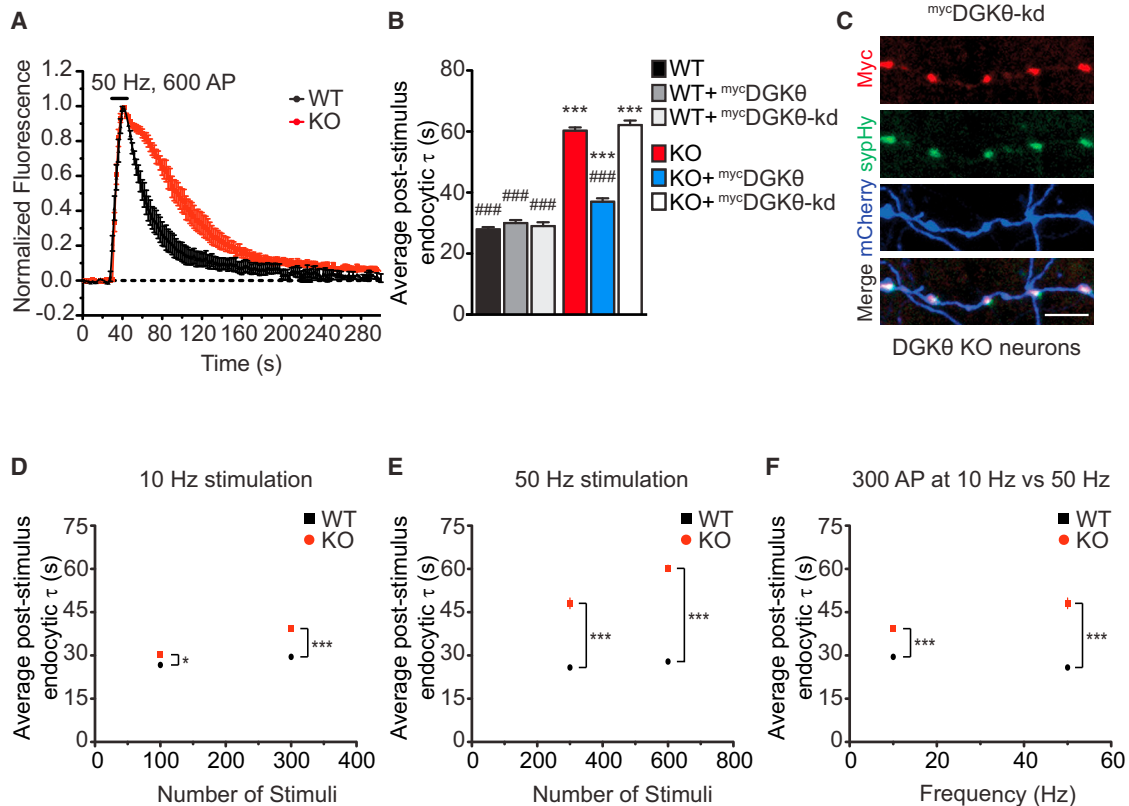 A
50 Hz, 600 AP
WT
KO
Normalized Fluorescence
1.2
1.0
0.8
0.6
0.4
0.2
0.0
-0.2
0 40 80 120 160 200 240 280
Time (s)
B
Average post-stimulus
endocytic τ (s)
80
60
40
20
0
### ### ### *** *** ### ***
WT
WT+ mycDGKθ
WT+ mycDGKθ-kd
KO
KO+ mycDGKθ
KO+ mycDGKθ-kd
C
mycDGKθ-kd
Myc
sypHy
mCherry
Merge
DGKθ KO neurons
D
10 Hz stimulation
WT
KO
Average post-stimulus
endocytic τ (s)
75
60
45
30
15
0
* ***
0 100 200 300 400
Number of Stimuli
E
50 Hz stimulation
WT
KO
Average post-stimulus
endocytic τ (s)
75
60
45
30
15
0
*** ***
0 200 400 600 800
Number of Stimuli
F
300 AP at 10 Hz vs 50 Hz
WT
KO
Average post-stimulus
endocytic τ (s)
75
60
45
30
15
0
*** ***
0 20 40 60
Frequency (Hz)